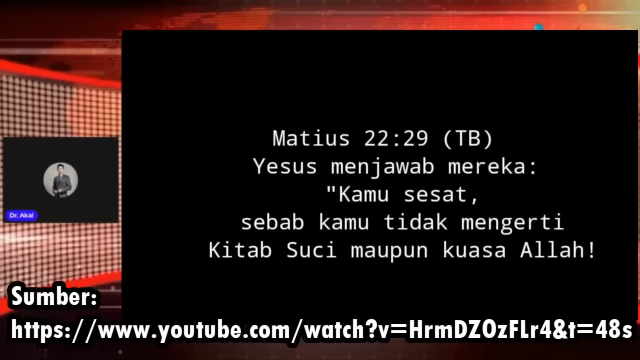 Matius 22:29 (TB)
Yesus menjawab mereka:
"Kamu sesat,
sebab kamu tidak mengerti
Kitab Suci maupun kuasa Allah!
Dr. Akal
Sumber:
https://www.youtube.com/watch?v=HrmDZOzFLr4&t=48s